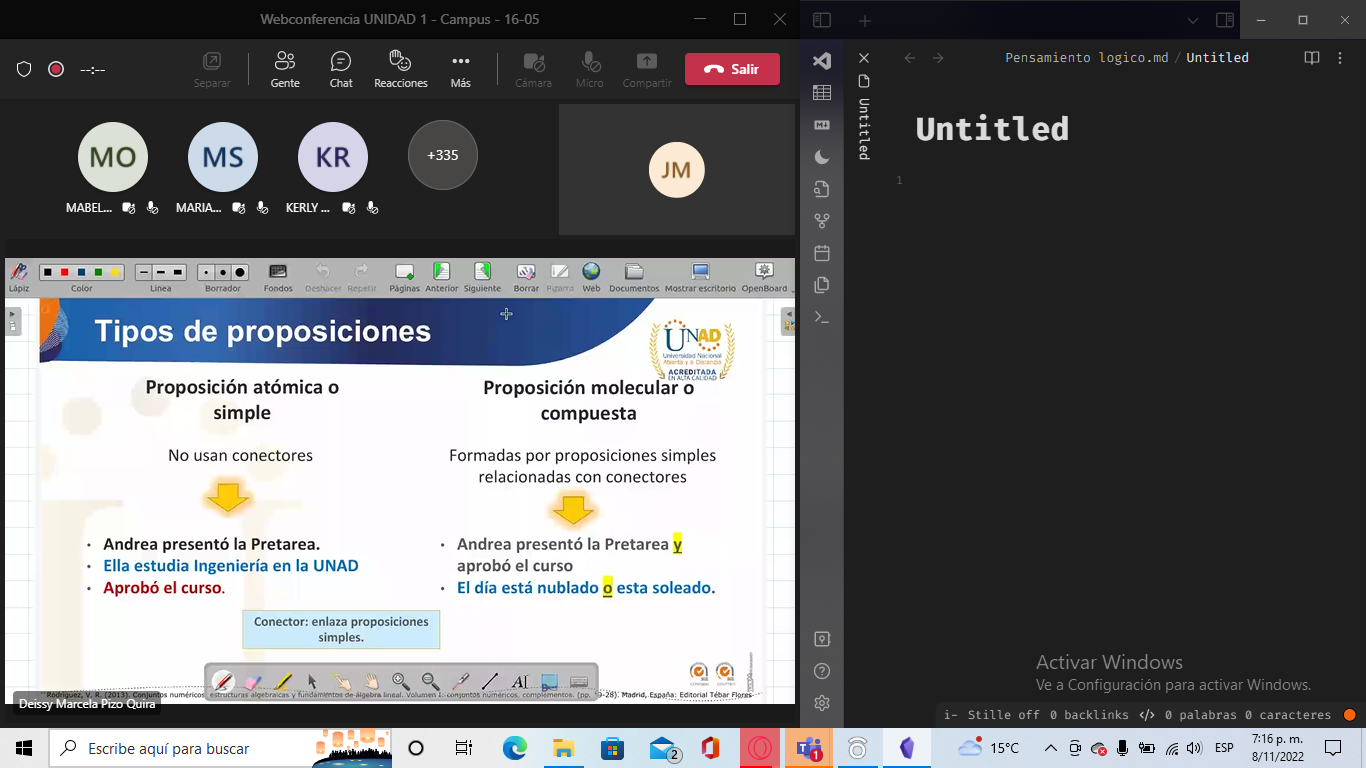 Webconferencia UNIDAD 1 - Campus - 16-05
--:--
Separar
Gente
Chat
Reacciones
Más
Cámara
Micro
Compartir
Salir
MO
MS
KR
+335
JM
MABEL...
MARIA...
KERLY ...
Lápiz
Color
Linea
Borrador
Fondos
Deshacer
Repetir
Páginas
Anterior
Siguiente
Borrar
Pizarra
Web
Documentos
Mostrar escritorio
OpenBoard
Tipos de proposiciones
UNAD
Universidad Nacional
Abierta y a Distancia
ACREDITADA
EN ALTA CALIDAD
Proposición atómica o
simple
No usan conectores
Andrea presentó la Pretarea.
Ella estudia Ingeniería en la UNAD
Aprobó el curso.
Proposición molecular o
compuesta
Formadas por proposiciones simples
relacionadas con conectores
Andrea presentó la Pretarea y
aprobó el curso
El día está nublado o esta soleado.
Conector: enlaza proposiciones
simples.
Rodríguez, V. R. (2013). Conjuntos numéricos, estructuras algebraicas y fundamentos de álgebra lineal. Volumen I: conjuntos numéricos, complementos. (pp. 9-28). Madrid, España: Editorial Tébar Flores
Deissy Marcela Pizo Quira
Pensamiento logico.md / Untitled
Untitled
Untitled
1
Activar Windows
Ve a Configuración para activar Windows.
i- Stille off 0 backlinks </> 0 palabras 0 caracteres
Escribe aquí para buscar
2
1
15°C
ESP
7:16 p. m.
8/11/2022